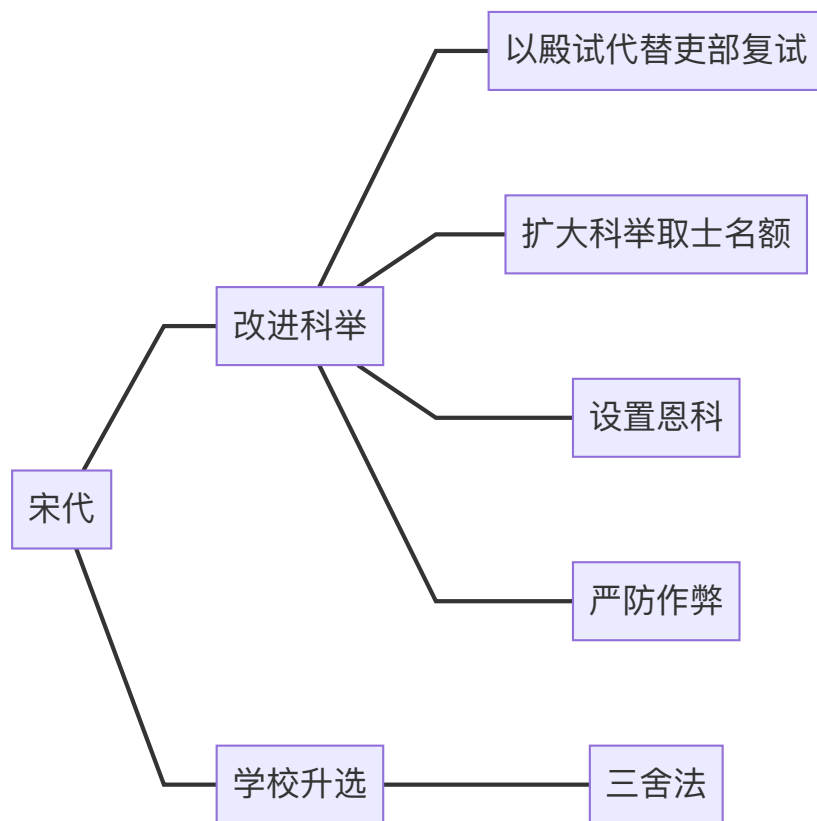 以殿试代替吏部复试
扩大科举取士名额
改进科举
设置恩科
宋代
严防作弊
学校升选
三舍法